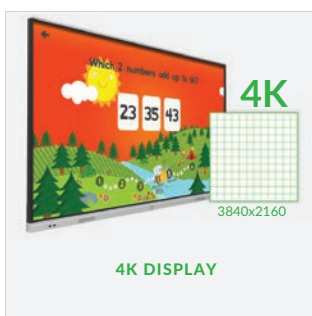 Which 2 numbers add up to 66?
23 35 43
4K
3840x2160
4K DISPLAY